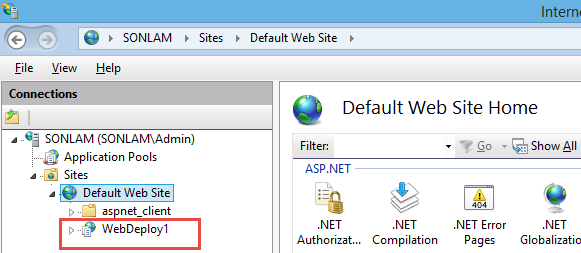 Interne
SONLAM Sites Default Web Site
File View Help
Connections
SONLAM (SONLAM\Admin)
Application Pools
Sites
Default Web Site
aspnet_client
WebDeploy1
Default Web Site Home
Filter: Go Show All
ASP.NET
.NET Authorizat...
.NET Compilation
404
.NET Error Pages
.NET Globalizatio